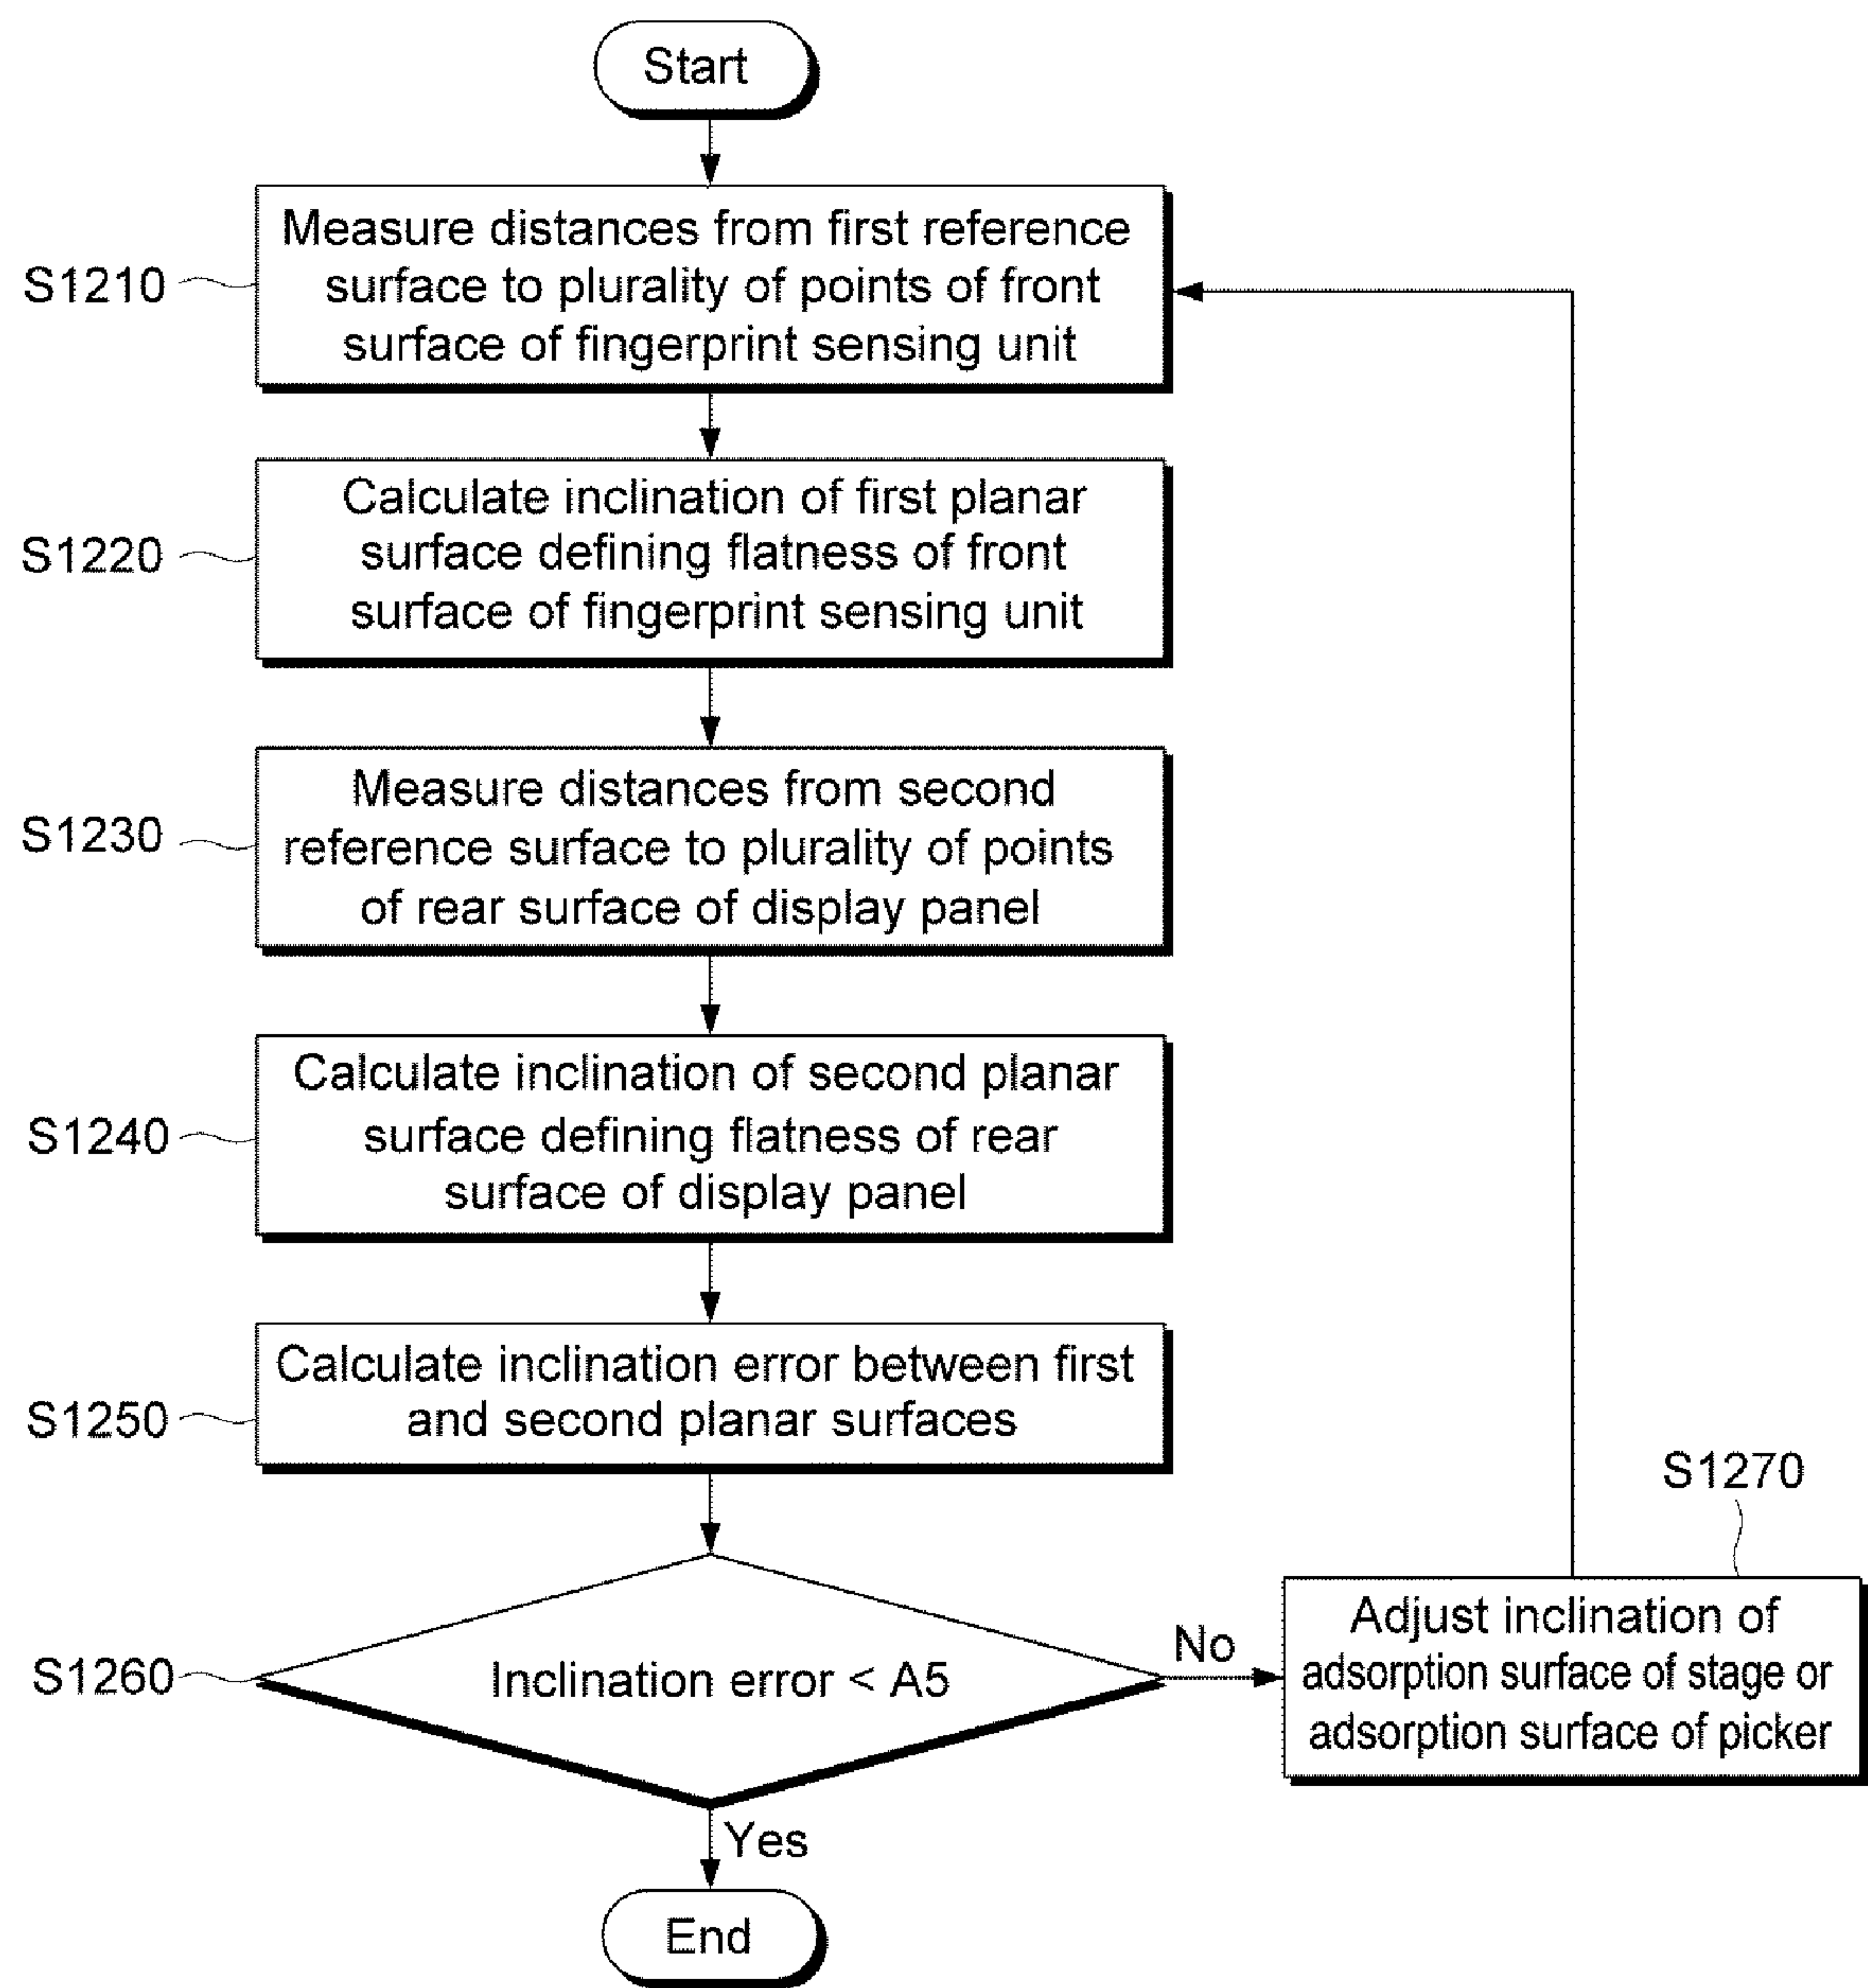 Start
S1210
Measure distances from first reference
surface to plurality of points of front
surface of fingerprint sensing unit
S1220
Calculate inclination of first planar
surface defining flatness of front
surface of fingerprint sensing unit
S1230
Measure distances from second
reference surface to plurality of points
of rear surface of display panel
S1240
Calculate inclination of second planar
surface defining flatness of rear
surface of display panel
S1250
Calculate inclination error between first
and second planar surfaces
S1260
Inclination error < A5
No
S1270
Adjust inclination of
adsorption surface of stage or
adsorption surface of picker
Yes
End